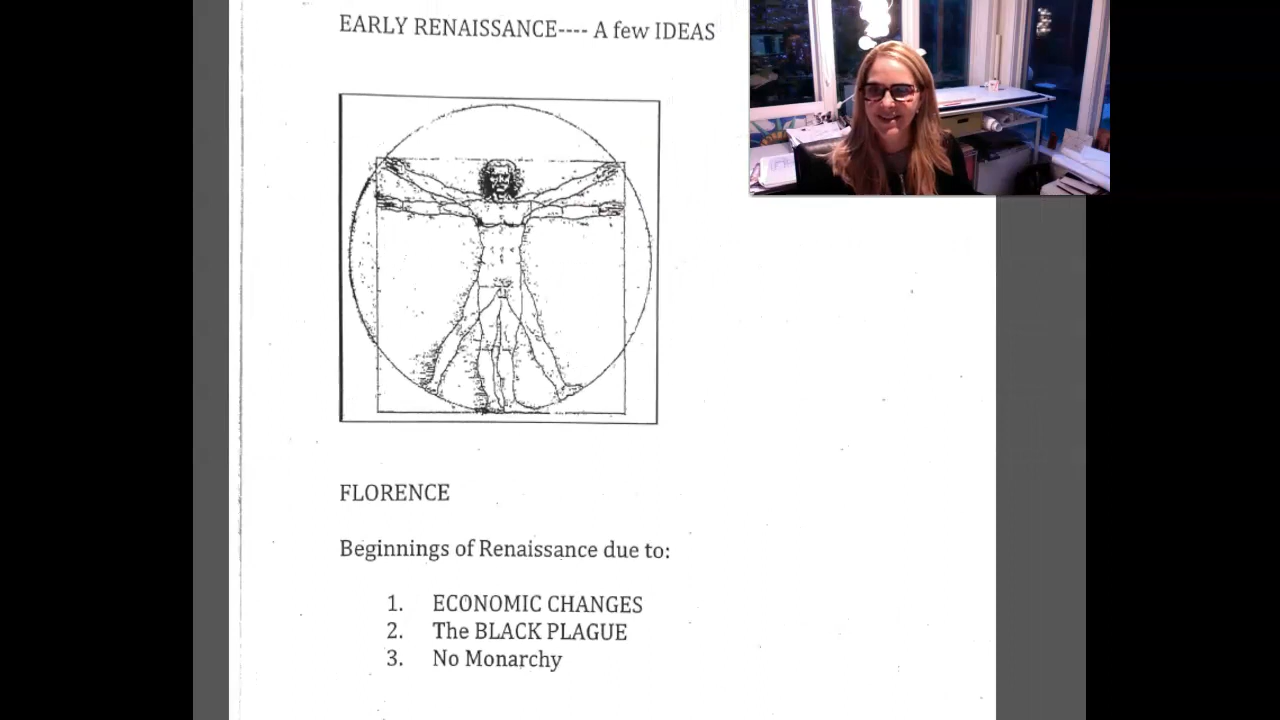 EARLY RENAISSANCE---- A few IDEAS
FLORENCE
Beginnings of Renaissance due to:
1. ECONOMIC CHANGES
2. The BLACK PLAGUE
3. No Monarchy